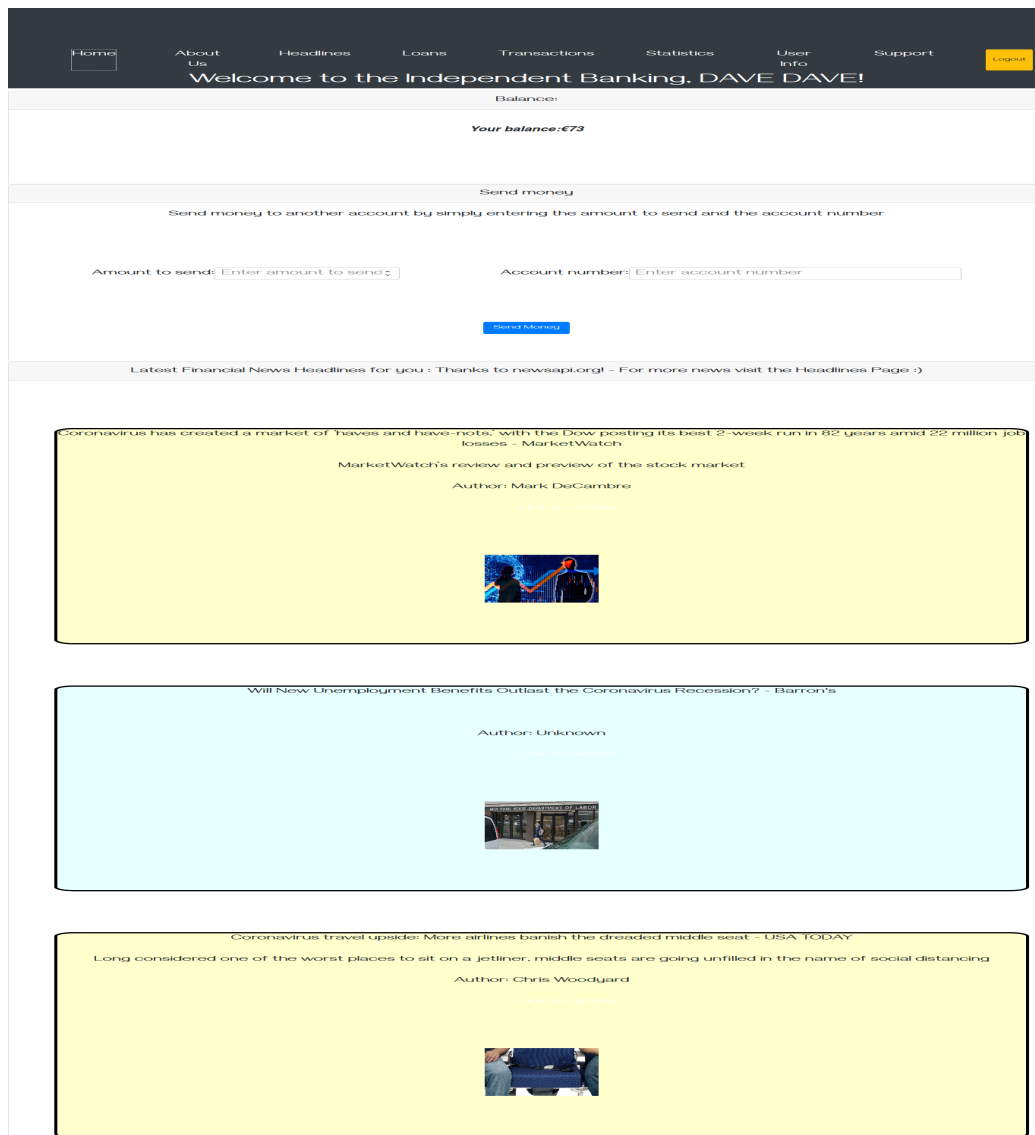 Home
About Us
Headlines
Loans
Transactions
Statistics
User Info
Support
Logout
Welcome to the Independent Banking, DAVE DAVE!
Balance:
Your balance:€73
Send money
Send money to another account by simply entering the amount to send and the account number
Amount to send: Enter amount to send
Account number: Enter account number
Send Money
Latest Financial News Headlines for you : Thanks to newsapi.org! - For more news visit the Headlines Page :)
Coronavirus has created a market of 'haves and have-nots,' with the Dow posting its best 2-week run in 82 years amid 22 million job
losses - MarketWatch
MarketWatch's review and preview of the stock market
Author: Mark DeCambre
Will New Unemployment Benefits Outlast the Coronavirus Recession? - Barron's
Author: Unknown
Coronavirus travel upside: More airlines banish the dreaded middle seat - USA TODAY
Long considered one of the worst places to sit on a jetliner, middle seats are going unfilled in the name of social distancing
Author: Chris Woodyard